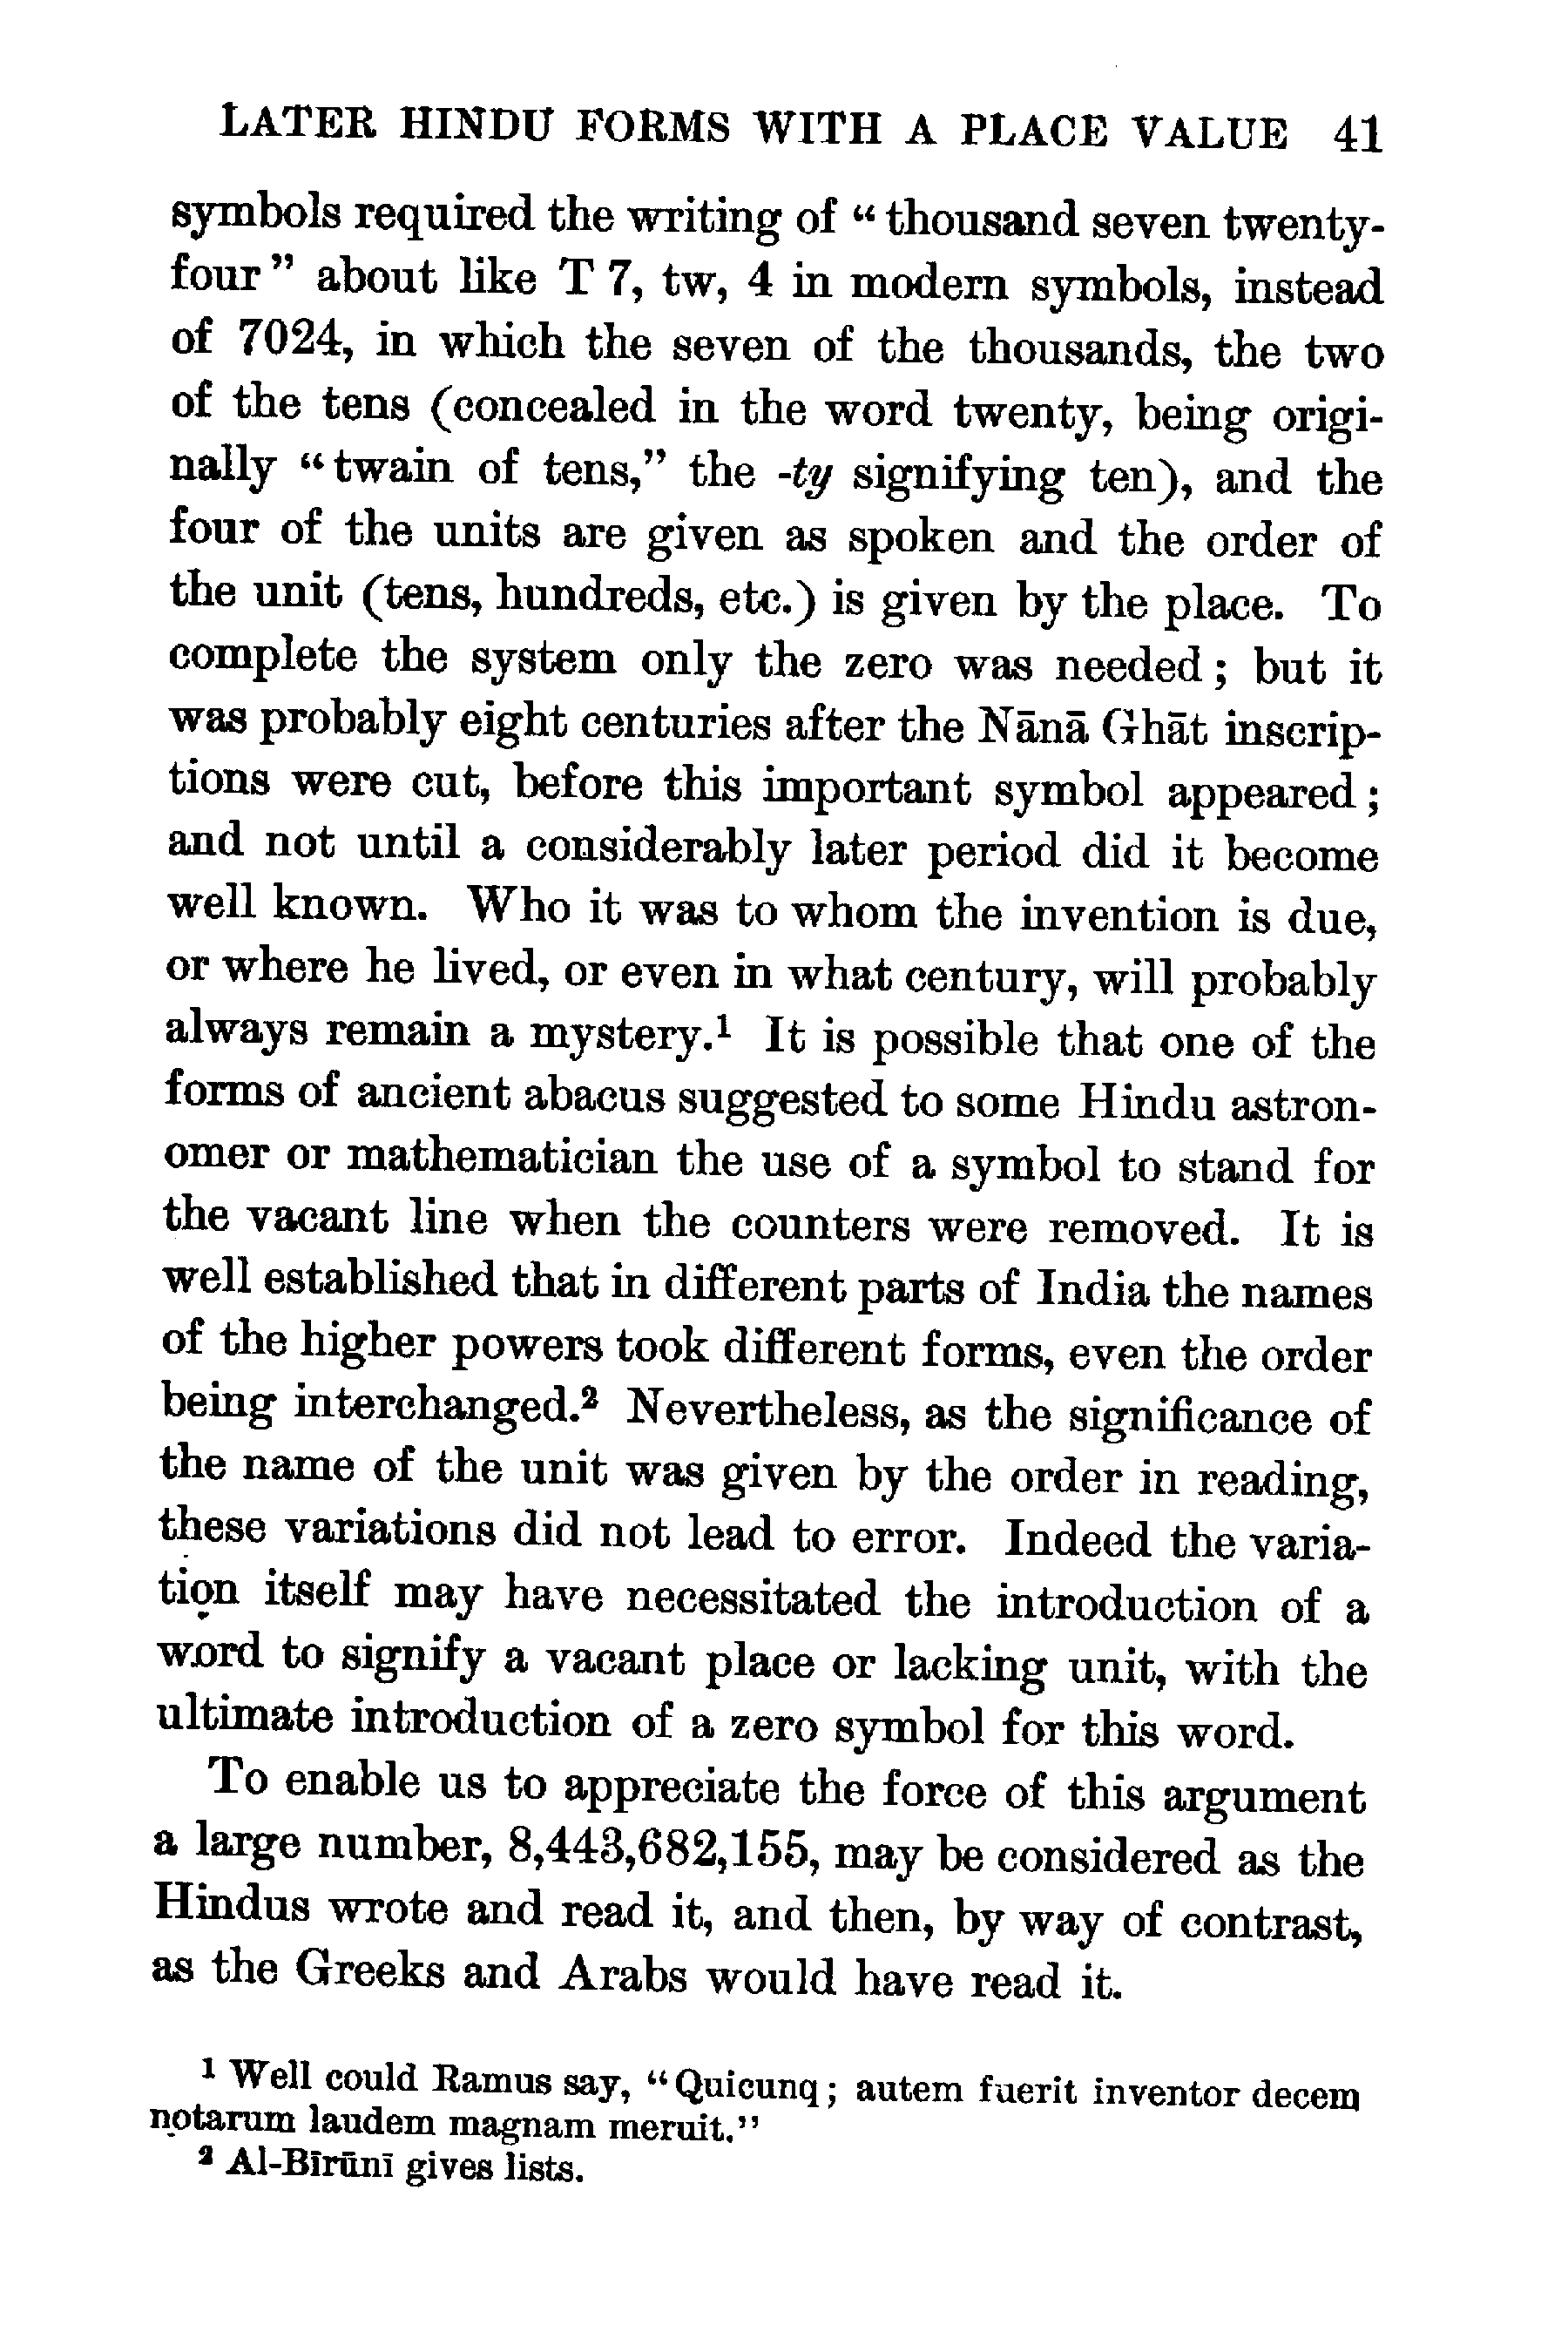 LATER HINDU FORMS WITH A PLACE VALUE 41
symbols required the writing of “thousand seven twenty-
four” about like T 7, tw, 4 in modern symbols, instead
of 7024, in which the seven of the thousands, the two
of the tens (concealed in the word twenty, being origi-
nally “twain of tens,” the -ty signifying ten), and the
four of the units are given as spoken and the order of
the unit (tens, hundreds, etc.) is given by the place. To
complete the system only the zero was needed; but it
was probably eight centuries after the Nānā Ghāt inscrip-
tions were cut, before this important symbol appeared;
and not until a considerably later period did it become
well known. Who it was to whom the invention is due,
or where he lived, or even in what century, will probably
always remain a mystery.¹ It is possible that one of the
forms of ancient abacus suggested to some Hindu astron-
omer or mathematician the use of a symbol to stand for
the vacant line when the counters were removed. It is
well established that in different parts of India the names
of the higher powers took different forms, even the order
being interchanged.² Nevertheless, as the significance of
the name of the unit was given by the order in reading,
these variations did not lead to error. Indeed the varia-
tion itself may have necessitated the introduction of a
word to signify a vacant place or lacking unit, with the
ultimate introduction of a zero symbol for this word.
To enable us to appreciate the force of this argument
a large number, 8,443,682,155, may be considered as the
Hindus wrote and read it, and then, by way of contrast,
as the Greeks and Arabs would have read it.
¹ Well could Ramus say, “Quicunq; autem fuerit inventor decem
notarum laudem magnam meruit.”
² Al-Bīrūnī gives lists.